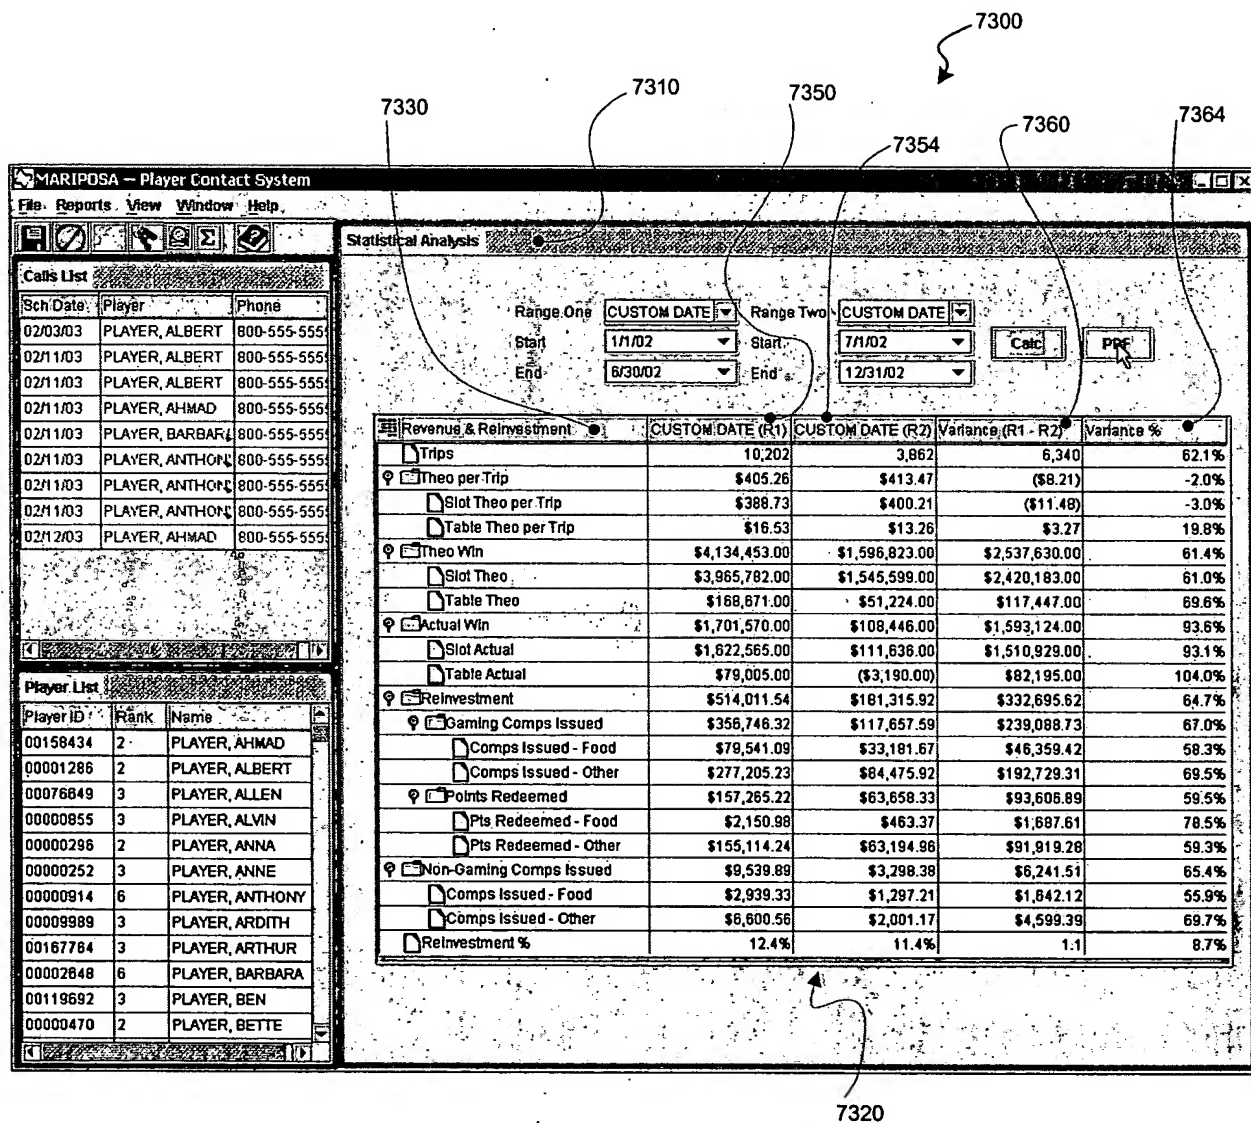 7300
7310
7330
7350
7354
7360
7364
MARIPOSA – Player Contact System
File Reports View Window Help
Statistical Analysis
Calls List
Sch Date Player Phone
02/03/03 PLAYER, ALBERT 800-555-555
02/11/03 PLAYER, ALBERT 800-555-555
02/11/03 PLAYER, ALBERT 800-555-555
02/11/03 PLAYER, AHMAD 800-555-555
02/11/03 PLAYER, BARBAR 800-555-555
02/11/03 PLAYER, ANTHON 800-555-555
02/11/03 PLAYER, ANTHON 800-555-555
02/11/03 PLAYER, ANTHON 800-555-555
02/12/03 PLAYER, AHMAD 800-555-555
Player List
Player ID Rank Name
00158434 2 PLAYER, AHMAD
00001286 2 PLAYER, ALBERT
00076849 3 PLAYER, ALLEN
00000855 3 PLAYER, ALVIN
00000296 2 PLAYER, ANNA
00000252 3 PLAYER, ANNE
00000914 6 PLAYER, ANTHONY
00009989 3 PLAYER, ARDITH
00167764 3 PLAYER, ARTHUR
00002648 6 PLAYER, BARBARA
00119692 3 PLAYER, BEN
00000470 2 PLAYER, BETTE
Range One CUSTOM DATE Range Two CUSTOM DATE
Start 1/1/02 Start 7/1/02 Calc
End 6/30/02 End 12/31/02
Revenue & Reinvestment CUSTOM DATE (R1) CUSTOM DATE (R2) Variance (R1 - R2) Variance %
Trips 10,202 3,862 6,340 62.1%
Theo per Trip $405.26 $413.47 ($8.21) -2.0%
Slot Theo per Trip $388.73 $400.21 ($11.48) -3.0%
Table Theo per Trip $16.53 $13.26 $3.27 19.8%
Theo Win $4,134,453.00 $1,596,823.00 $2,537,630.00 61.4%
Slot Theo $3,965,782.00 $1,545,599.00 $2,420,183.00 61.0%
Table Theo $168,671.00 $51,224.00 $117,447.00 69.6%
Actual Win $1,701,570.00 $108,446.00 $1,593,124.00 93.6%
Slot Actual $1,622,565.00 $111,636.00 $1,510,929.00 93.1%
Table Actual $79,005.00 ($3,190.00) $82,195.00 104.0%
Reinvestment $514,011.54 $181,315.92 $332,695.62 64.7%
Gaming Comps Issued $356,746.32 $117,657.59 $239,088.73 67.0%
Comps Issued - Food $79,541.09 $33,181.67 $46,359.42 58.3%
Comps Issued - Other $277,205.23 $84,475.92 $192,729.31 69.5%
Points Redeemed $157,265.22 $63,658.33 $93,606.89 59.5%
Pts Redeemed - Food $2,150.98 $463.37 $1,687.61 78.5%
Pts Redeemed - Other $155,114.24 $63,194.96 $91,919.28 59.3%
Non-Gaming Comps Issued $9,539.89 $3,298.38 $6,241.51 65.4%
Comps Issued - Food $2,939.33 $1,297.21 $1,642.12 55.9%
Comps Issued - Other $6,600.56 $2,001.17 $4,599.39 69.7%
Reinvestment % 12.4% 11.4% 1.1 8.7%
7320